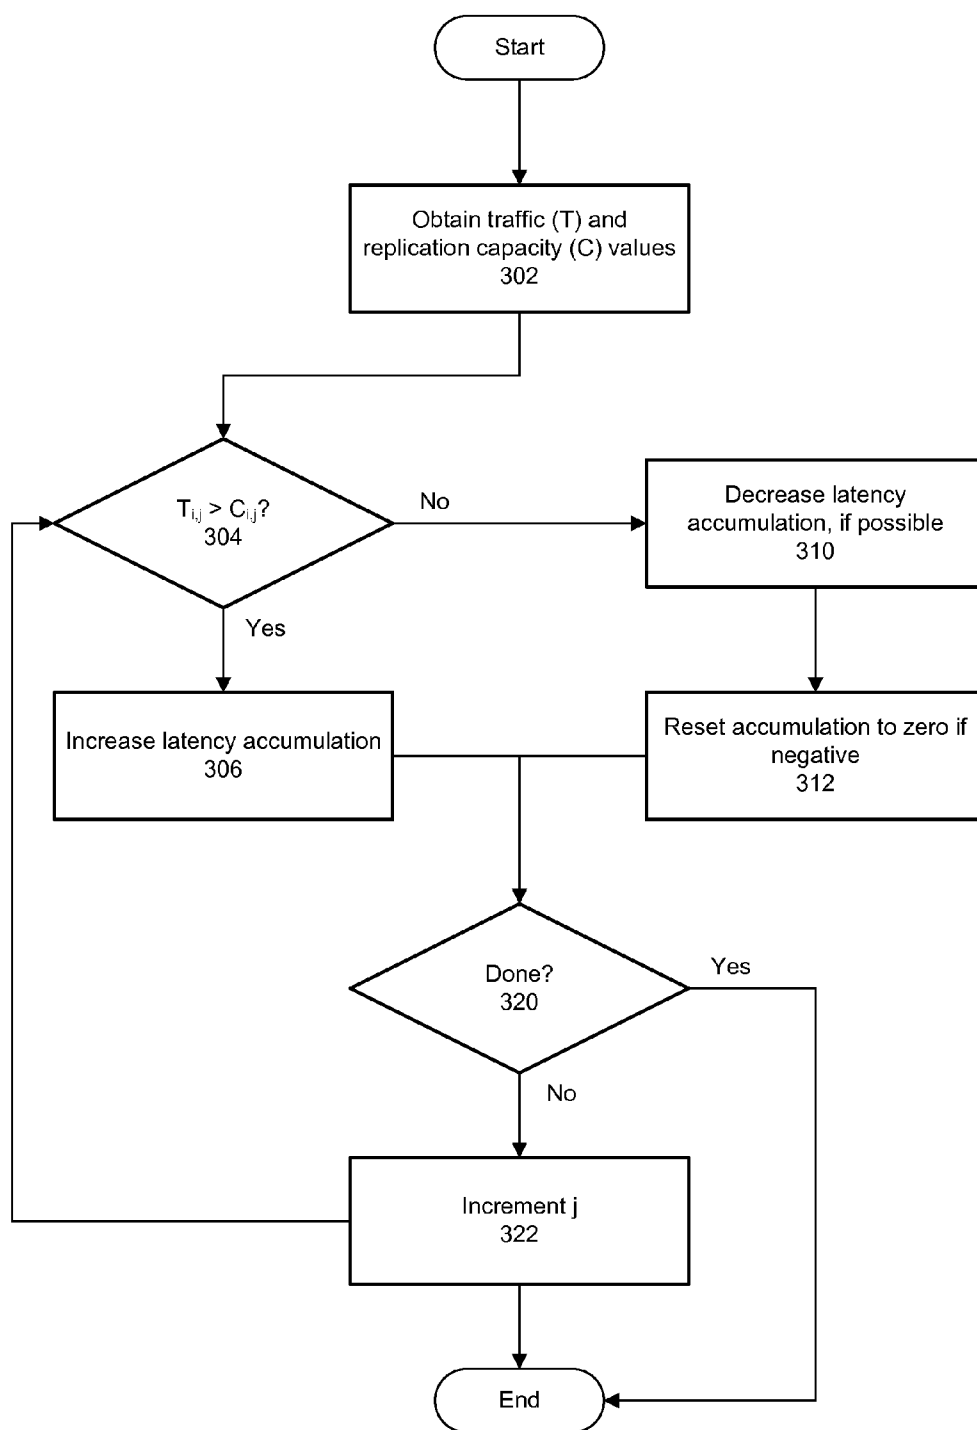 Start
Obtain traffic (T) and
replication capacity (C) values
302
Ti,j > Ci,j?
304
No
Decrease latency
accumulation, if possible
310
Yes
Increase latency accumulation
306
Reset accumulation to zero if
negative
312
Done?
320
Yes
No
Increment j
322
End